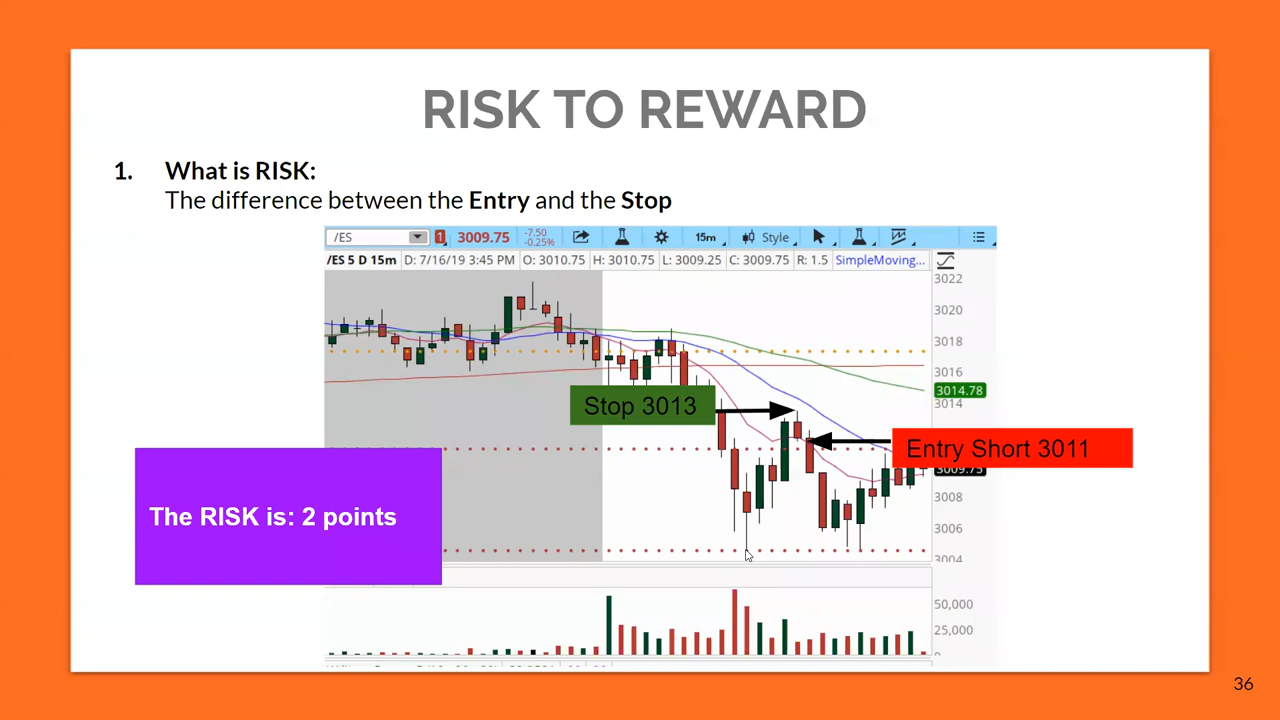 RISK TO REWARD
1. What is RISK:
The difference between the Entry and the Stop
/ES 1 3009.75 -7.50 -0.25% 15m Style
/ES 5 D 15m D: 7/16/19 3:45 PM O: 3010.75 H: 3010.75 L: 3009.25 C: 3009.75 R: 1.5 SimpleMoving...
3022
3020
3018
3016
3014.78
3014
Stop 3013
Entry Short 3011
3009.75
3008
3006
3004
The RISK is: 2 points
50,000
25,000
36